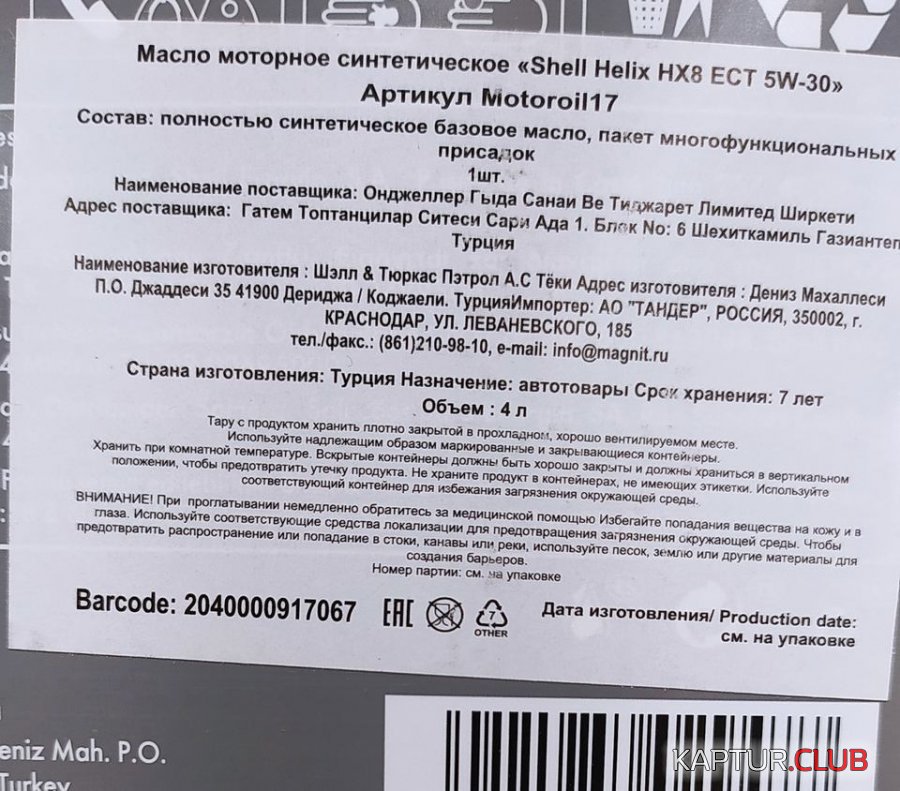 Масло моторное синтетическое «Shell Helix HX8 ECT 5W-30»
Артикул Motoroil17
Состав: полностью синтетическое базовое масло, пакет многофункциональных
присадок
1шт.
Наименование поставщика: Онджеллер Гыда Санаи Ве Тиджарет Лимитед Ширкети
Адрес поставщика: Гатем Топтанцилар Ситеси Сари Ада 1. Блок No: 6 Шехиткамиль Газиантеп
Турция
Наименование изготовителя : Шэлл & Тюркас Пэтрол А.С Тёки Адрес изготовителя : Дениз Махаллеси
П.О. Джаддеси 35 41900 Дериджа / Коджаели. ТурцияИмпортер: АО "ТАНДЕР", РОССИЯ, 350002, г.
КРАСНОДАР, УЛ. ЛЕВАНЕВСКОГО, 185
тел./факс.: (861)210-98-10, e-mail: info@magnit.ru
Страна изготовления: Турция Назначение: автотовары Срок хранения: 7 лет
Объем : 4 л
Тару с продуктом хранить плотно закрытой в прохладном, хорошо вентилируемом месте.
Используйте надлежащим образом маркированные и закрывающиеся контейнеры.
Хранить при комнатной температуре. Вскрытые контейнеры должны быть хорошо закрыты и должны храниться в вертикальном
положении, чтобы предотвратить утечку продукта. Не храните продукт в контейнерах, не имеющих этикетки. Используйте
соответствующий контейнер для избежания загрязнения окружающей среды.
ВНИМАНИЕ! При проглатывании немедленно обратитесь за медицинской помощью Избегайте попадания вещества на кожу и в
глаза. Используйте соответствующие средства локализации для предотвращения загрязнения окружающей среды. Чтобы
предотвратить распространение или попадание в стоки, канавы или реки, используйте песок, землю или другие материалы для
создания барьеров.
Номер партии: см. на упаковке
Barcode: 2040000917067 EAC 7 OTHER
Дата изготовления/ Production date:
см. на упаковке
eniz Mah. P.O.
Turkey
KAPTUR.CLUB